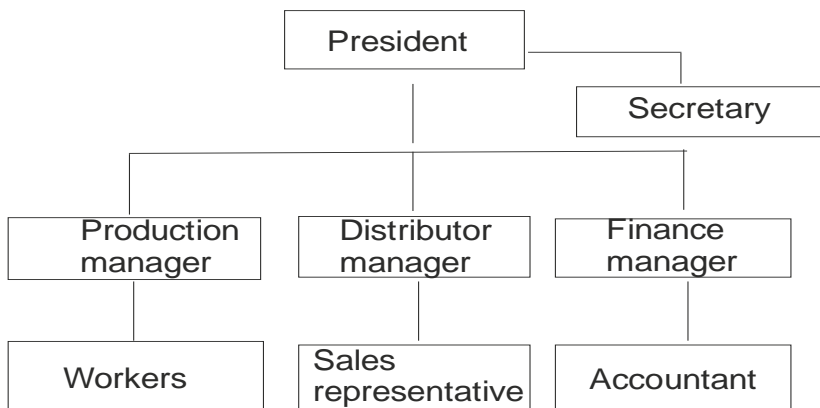 President
Secretary
Production
manager
Distributor
manager
Finance
manager
Workers
Sales
representative
Accountant